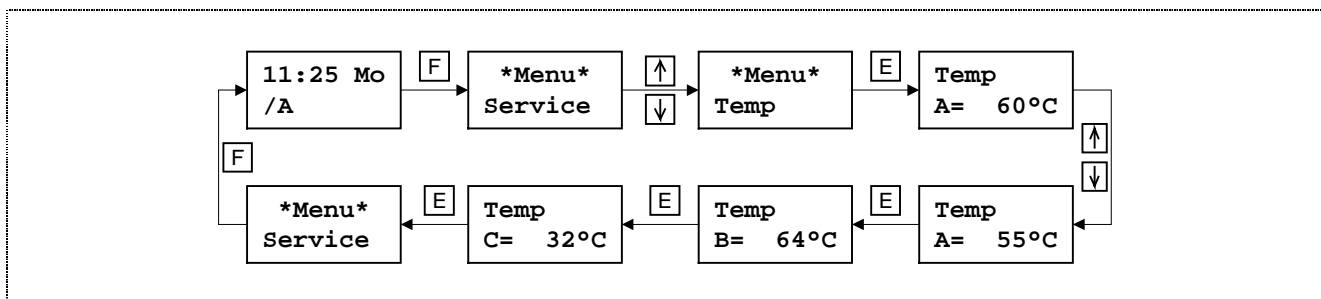 11:25 Mo
/A
F
*Menu*
Service
↑
↓
*Menu*
Temp
E
Temp
A= 60°C
↑
↓
Temp
A= 55°C
E
Temp
B= 64°C
E
Temp
C= 32°C
E
*Menu*
Service
F